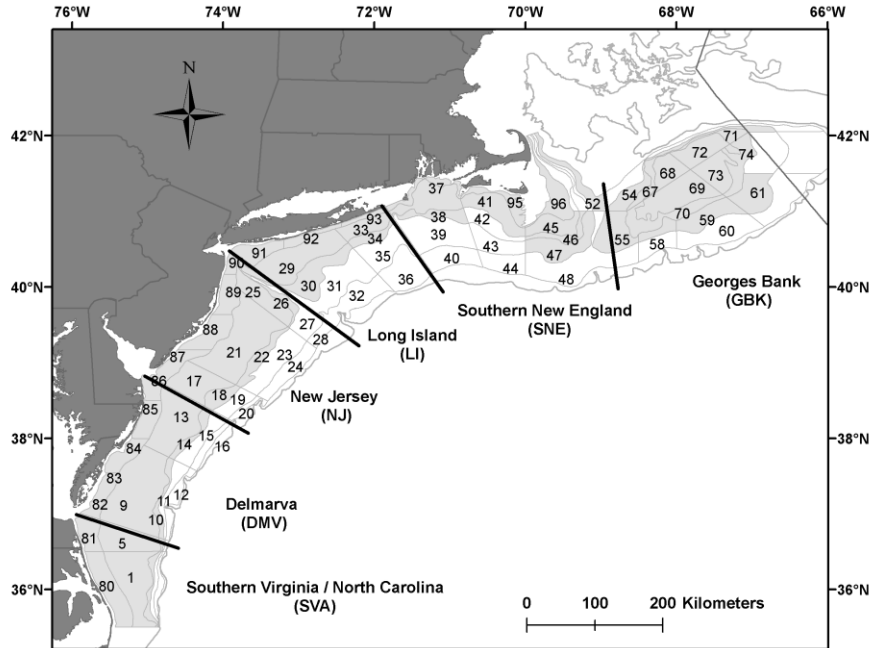 76°W 74°W 72°W 70°W 68°W 66°W
N
42°N 42°N
40°N 40°N
38°N 38°N
36°N 36°N
71
72 74
68 73
37 67 69 61
54
41 95 96 52
93 38 42 70 59
92 33 34 39 45 55 60
91 35 43 46 58
90 29 40 47
30 31 36 44 48
89 25 26 32
88 27
28
87 21 22 23
24
86 17
18 19
85 13 20
14 15 16
84
83
12
82 9 11
10
81 5
80 1
Georges Bank
(GBK)
Southern New England
(SNE)
Long Island
(LI)
New Jersey
(NJ)
Delmarva
(DMV)
Southern Virginia / North Carolina
(SVA)
0 100 200 Kilometers